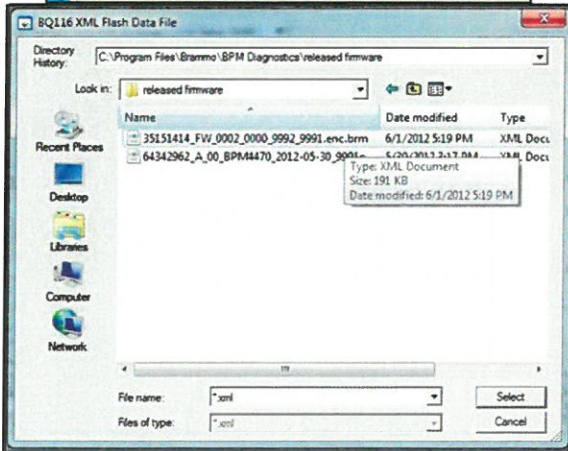 BQ116 XML Flash Data File
Directory History: C:\Program Files\Brammo\BPM Diagnostics\released firmware
Look in: released firmware
Name Date modified Type
35151414_FW_0002_0000_9992_9991.enc.brm 6/1/2012 5:19 PM XML Docu
64342962_A_00_BPM4470_2012-05-30
Type: XML Document
Size: 191 KB
Date modified: 6/1/2012 5:19 PM
Recent Places
Desktop
Libraries
Computer
Network
File name: *.xml Select
Files of type: *.xml Cancel